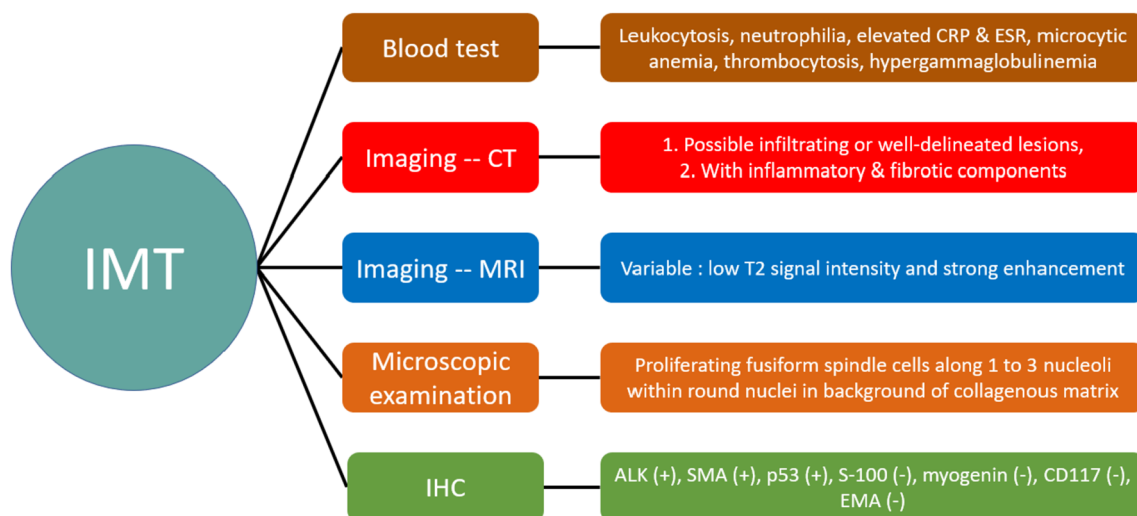 IMT
Blood test
Leukocytosis, neutrophilia, elevated CRP & ESR, microcytic
anemia, thrombocytosis, hypergammaglobulinemia
Imaging -- CT
1. Possible infiltrating or well-delineated lesions,
2. With inflammatory & fibrotic components
Imaging -- MRI
Variable : low T2 signal intensity and strong enhancement
Microscopic
examination
Proliferating fusiform spindle cells along 1 to 3 nucleoli
within round nuclei in background of collagenous matrix
IHC
ALK (+), SMA (+), p53 (+), S-100 (-), myogenin (-), CD117 (-),
EMA (-)